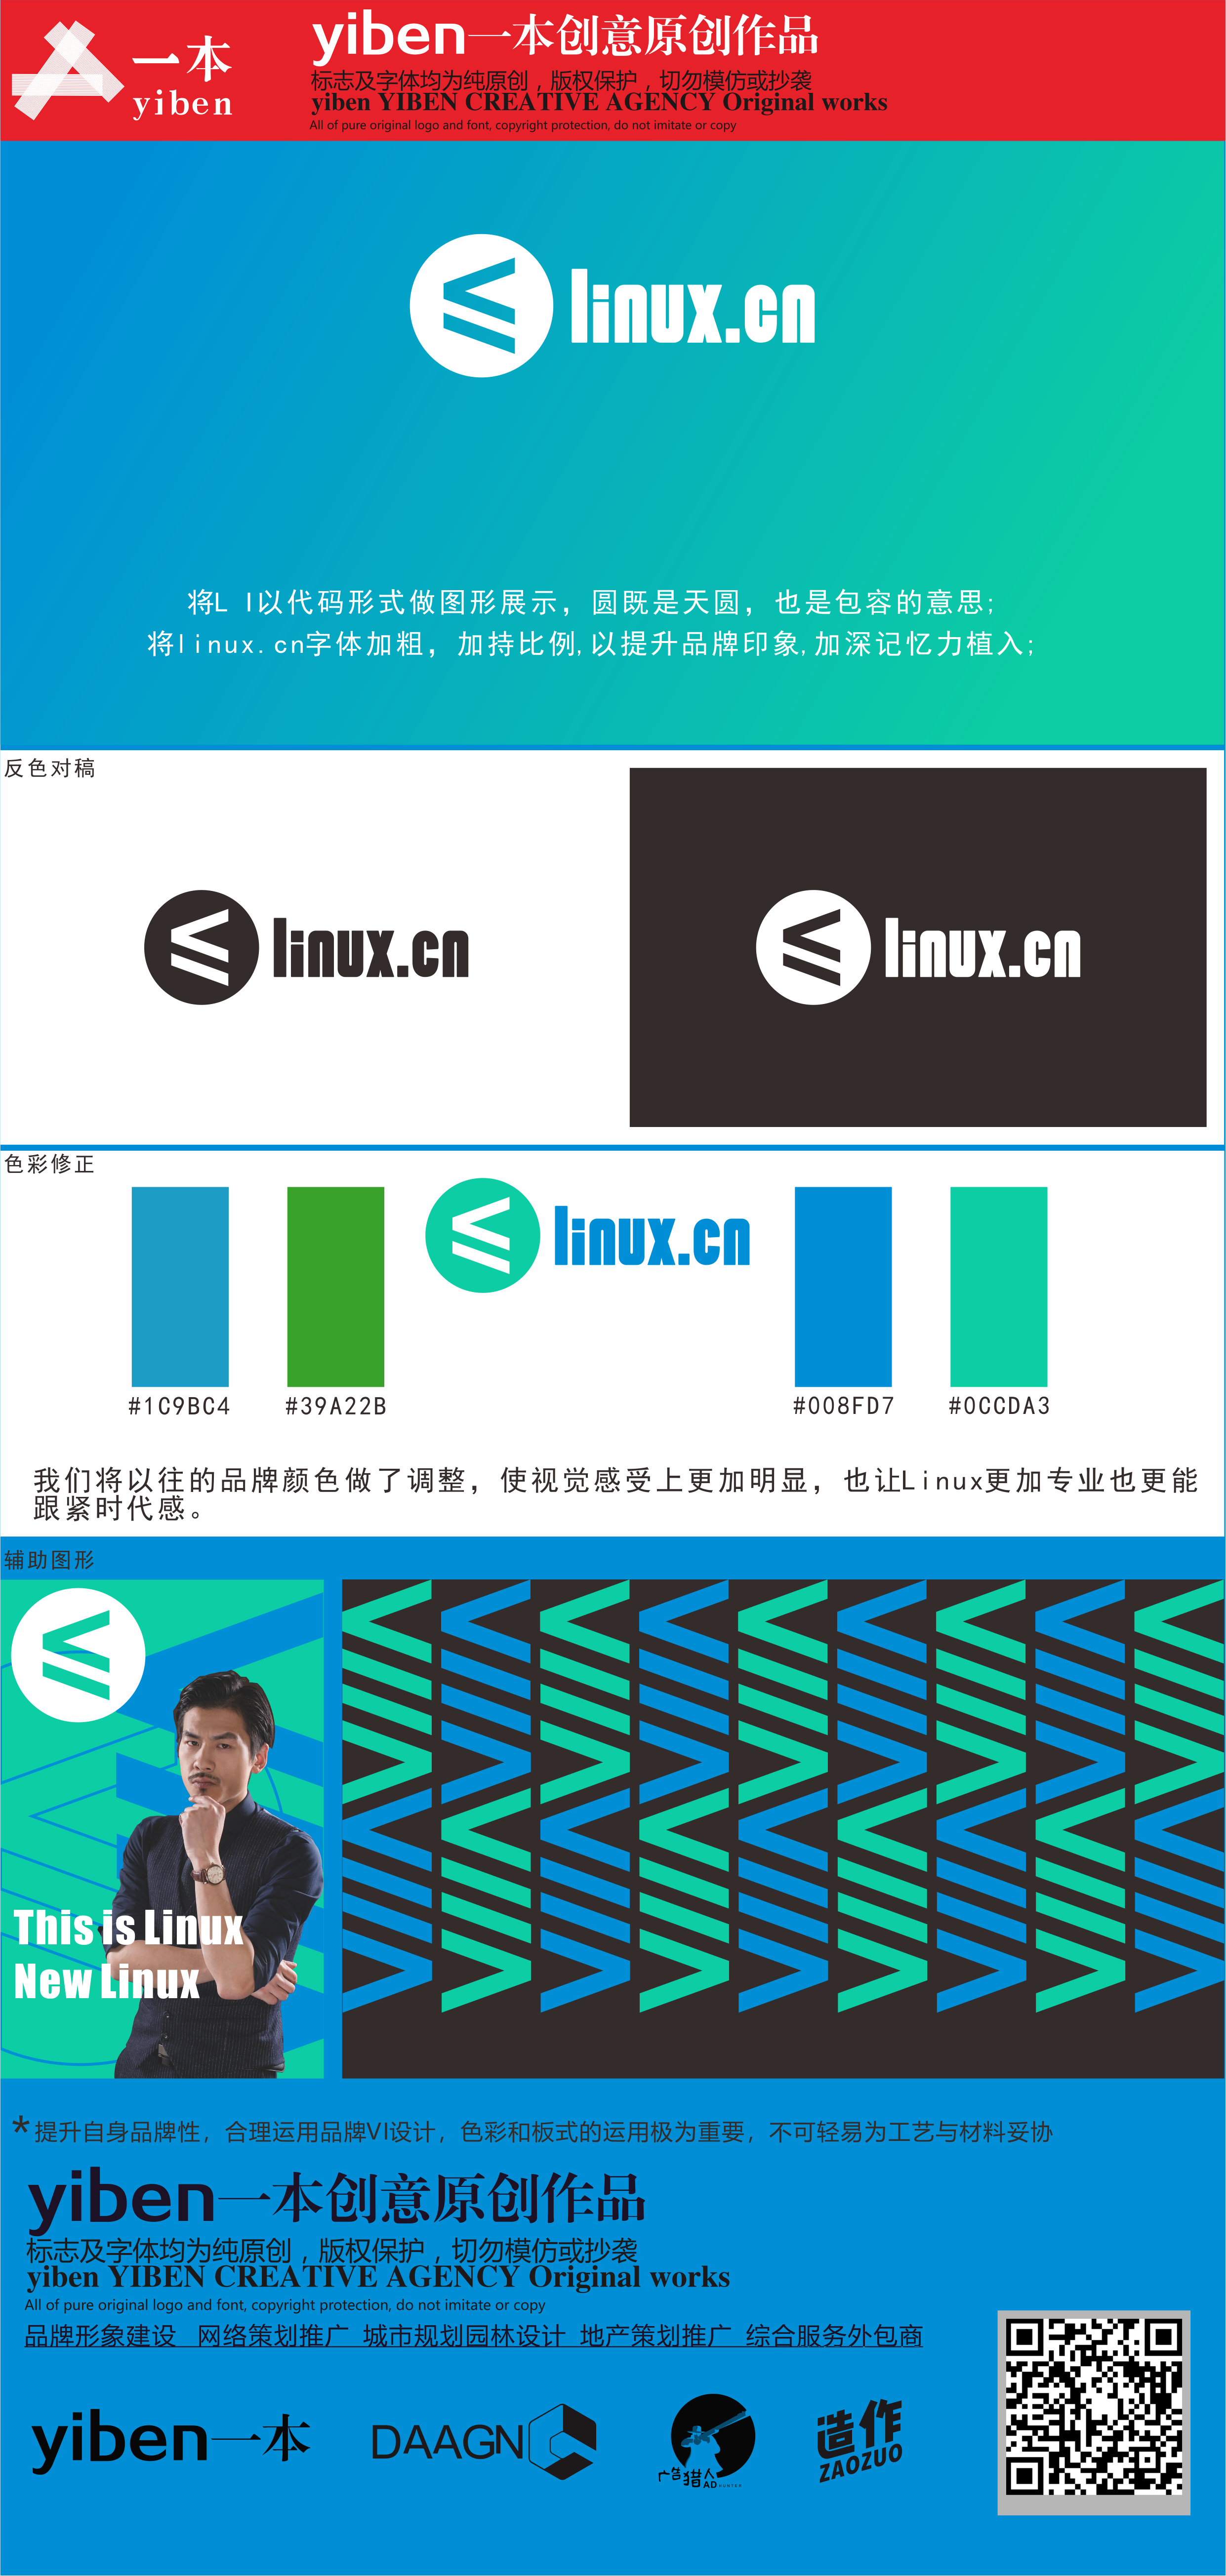 一本
yiben
yiben一本创意原创作品
标志及字体均为纯原创，版权保护，切勿模仿或抄袭
yiben YIBEN CREATIVE AGENCY Original works
All of pure original logo and font, copyright protection, do not imitate or copy
linux.cn
将L I以代码形式做图形展示，圆既是天圆，也是包容的意思;
将linux.cn字体加粗，加持比例,以提升品牌印象,加深记忆力植入;
反色对稿
linux.cn
linux.cn
色彩修正
linux.cn
#1C9BC4
#39A22B
#008FD7
#0CCDA3
我们将以往的品牌颜色做了调整，使视觉感受上更加明显，也让Linux更加专业也更能
跟紧时代感。
辅助图形
This is Linux
New Linux
*提升自身品牌性，合理运用品牌VI设计，色彩和板式的运用极为重要，不可轻易为工艺与材料妥协
yiben一本创意原创作品
标志及字体均为纯原创，版权保护，切勿模仿或抄袭
yiben YIBEN CREATIVE AGENCY Original works
All of pure original logo and font, copyright protection, do not imitate or copy
品牌形象建设 网络策划推广 城市规划园林设计 地产策划推广 综合服务外包商
yiben一本
DAAGN
广告猎人
AD HUNTER
造作
ZAOZUO